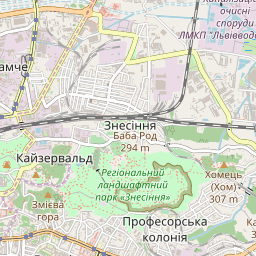 Каналізаційні
очисні
споруди
ЛМКП "Львівводо
амче
Знесіння
Баба Род
294 m
Кайзервальд
Регіональний
ландшафтний
парк «Знесіння»
Хомець
(Хом)
307 m
Змієва
гора
Професорська
колонія